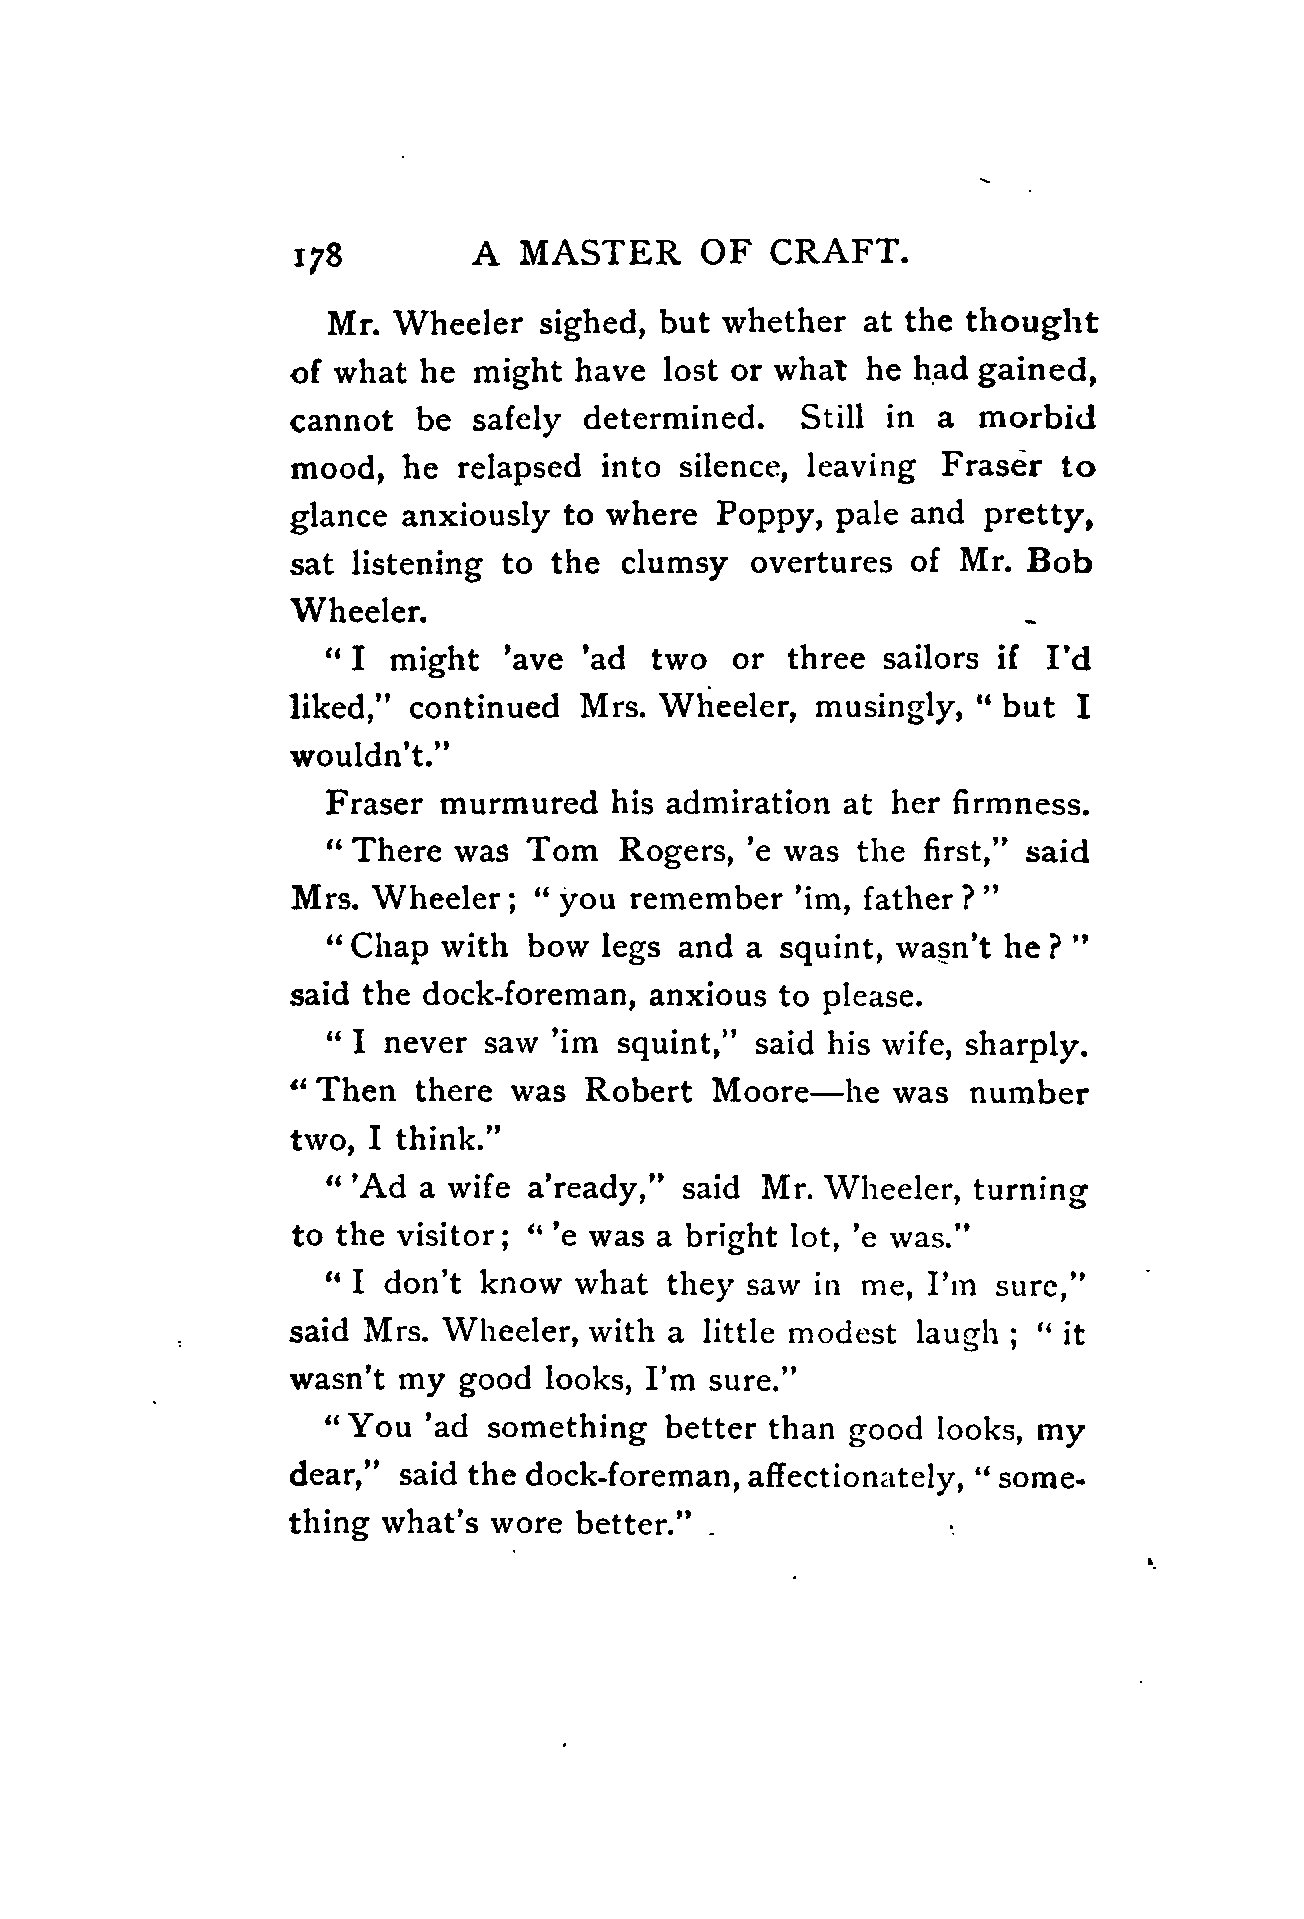 178 A MASTER OF CRAFT.
Mr. Wheeler sighed, but whether at the thought
of what he might have lost or what he had gained,
cannot be safely determined. Still in a morbid
mood, he relapsed into silence, leaving Fraser to
glance anxiously to where Poppy, pale and pretty,
sat listening to the clumsy overtures of Mr. Bob
Wheeler.
“ I might ’ave ’ad two or three sailors if I’d
liked,” continued Mrs. Wheeler, musingly, “ but I
wouldn’t.”
Fraser murmured his admiration at her firmness.
“ There was Tom Rogers, ’e was the first,” said
Mrs. Wheeler ; “ you remember ’im, father ? ”
“ Chap with bow legs and a squint, wasn’t he ? ”
said the dock-foreman, anxious to please.
“ I never saw ’im squint,” said his wife, sharply.
“ Then there was Robert Moore—he was number
two, I think.”
“ ’Ad a wife a’ready,” said Mr. Wheeler, turning
to the visitor ; “ ’e was a bright lot, ’e was.”
“ I don’t know what they saw in me, I’m sure,”
said Mrs. Wheeler, with a little modest laugh ; “ it
wasn’t my good looks, I’m sure.”
“ You ’ad something better than good looks, my
dear,” said the dock-foreman, affectionately, “ some-
thing what’s wore better.”